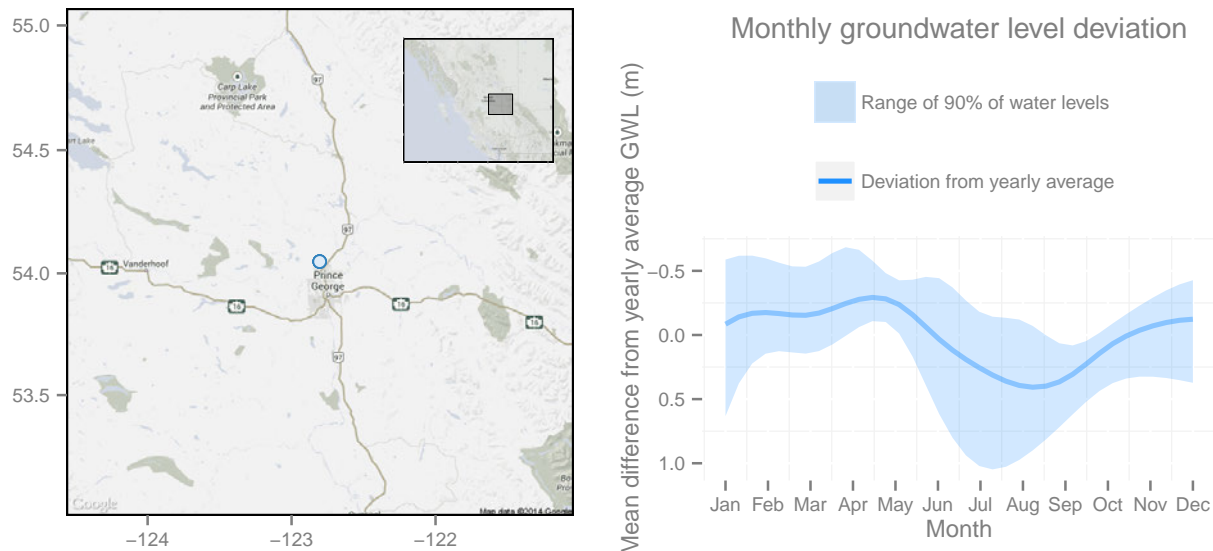 55.0
54.5
54.0
53.5
−124
−123
−122
97
Carp Lake
Provincial Park
and Protected Area
art Lake
97
16
Vanderhoof
Prince
George
16
16
16
97
Google
Map data ©2014 Google
Monthly groundwater level deviation
Range of 90% of water levels
Deviation from yearly average
Mean difference from yearly average GWL (m)
−0.5
0.0
0.5
1.0
Jan Feb Mar Apr May Jun Jul Aug Sep Oct Nov Dec
Month